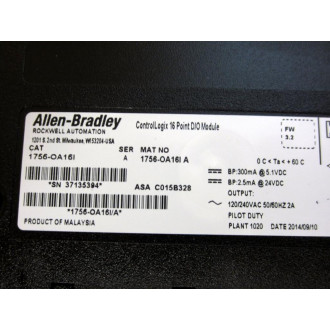 Allen-Bradley
ROCKWELL AUTOMATION
1201 S 2nd St. Milwaukee, WI 53204-USA
ControlLogix 16 Point DIO Module
FW
3.2
CAT
SER
MAT NO
1756-OA16I
A
1756-OA16I A
0 C < Ta < + 60 C
*SN 37135394*
ASA C015B328
BP: 300mA @ 5.1VDC
BP: 2.5mA @ 24VDC
OUTPUT:
120/240VAC 50/60HZ 2A
PILOT DUTY
*1756-OA16I/A*
PRODUCT OF MALAYSIA
PLANT 1020 DATE 2014/09/10